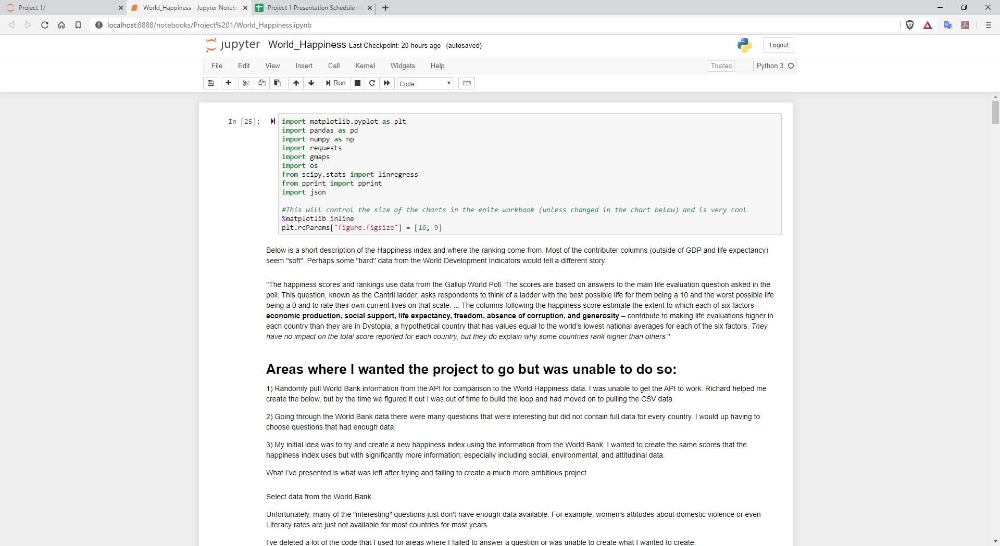 Project 1/
World_Happiness - Jupyter Notebo
Project 1 Presentation Schedule -
localhost:8888/notebooks/Project%201/World_Happiness.ipynb
jupyter World_Happiness Last Checkpoint: 20 hours ago (autosaved)
Logout
File Edit View Insert Cell Kernel Widgets Help
Trusted
Python 3
Run
Code
In [25]:
import matplotlib.pyplot as plt
import pandas as pd
import numpy as np
import requests
import gmaps
import os
from scipy.stats import linregress
from pprint import pprint
import json
#This will control the size of the charts in the enite workbook (unless changed in the chart below) and is very cool
%matplotlib inline
plt.rcParams["figure.figsize"] = [16, 9]
Below is a short description of the Happiness index and where the ranking come from. Most of the contributer columns (outside of GDP and life expectancy)
seem "soft". Perhaps some "hard" data from the World Development Indicators would tell a different story.
"The happiness scores and rankings use data from the Gallup World Poll. The scores are based on answers to the main life evaluation question asked in the
poll. This question, known as the Cantril ladder, asks respondents to think of a ladder with the best possible life for them being a 10 and the worst possible life
being a 0 and to rate their own current lives on that scale. ... The columns following the happiness score estimate the extent to which each of six factors –
economic production, social support, life expectancy, freedom, absence of corruption, and generosity – contribute to making life evaluations higher in
each country than they are in Dystopia, a hypothetical country that has values equal to the world’s lowest national averages for each of the six factors. They
have no impact on the total score reported for each country, but they do explain why some countries rank higher than others."
Areas where I wanted the project to go but was unable to do so:
1) Randomly pull World Bank information from the API for comparison to the World Happiness data. I was unable to get the API to work. Richard helped me
create the below, but by the time we figured it out I was out of time to build the loop and had moved on to pulling the CSV data.
2) Going through the World Bank data there were many questions that were interesting but did not contain full data for every country. I would up having to
choose questions that had enough data.
3) My initial idea was to try and create a new happiness index using the information from the World Bank. I wanted to create the same scores that the
happiness index uses but with significantly more information; especially including social, environmental, and attitudinal data.
What I’ve presented is what was left after trying and failing to create a much more ambitious project
Select data from the World Bank.
Unfortunately, many of the "interesting" questions just don't have enough data available. For example, women's attitudes about domestic violence or even
Literacy rates are just not available for most countries for most years
I've deleted a lot of the code that I used for areas where I failed to answer a question or was unable to create what I wanted to create.